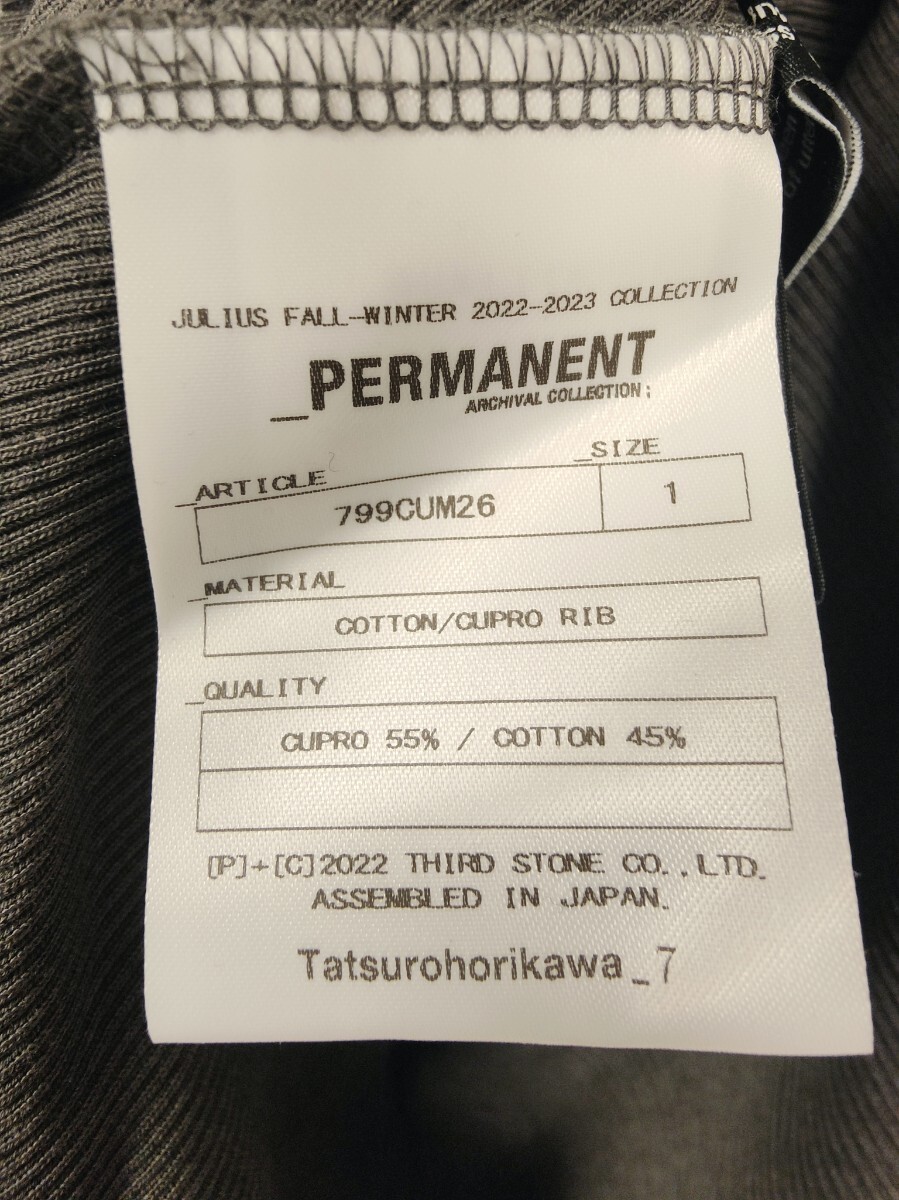 JULIUS FALL-WINTER 2022-2023 COLLECTION
_PERMANENT
ARCHIVAL COLLECTION;
_ARTICLE
_SIZE
799CUM26
1
_MATERIAL
COTTON/CUPRO RIB
_QUALITY
CUPRO 55% / COTTON 45%
[P]+[C]2022 THIRD STONE CO.,LTD.
ASSEMBLED IN JAPAN.
Tatsurohorikawa_7